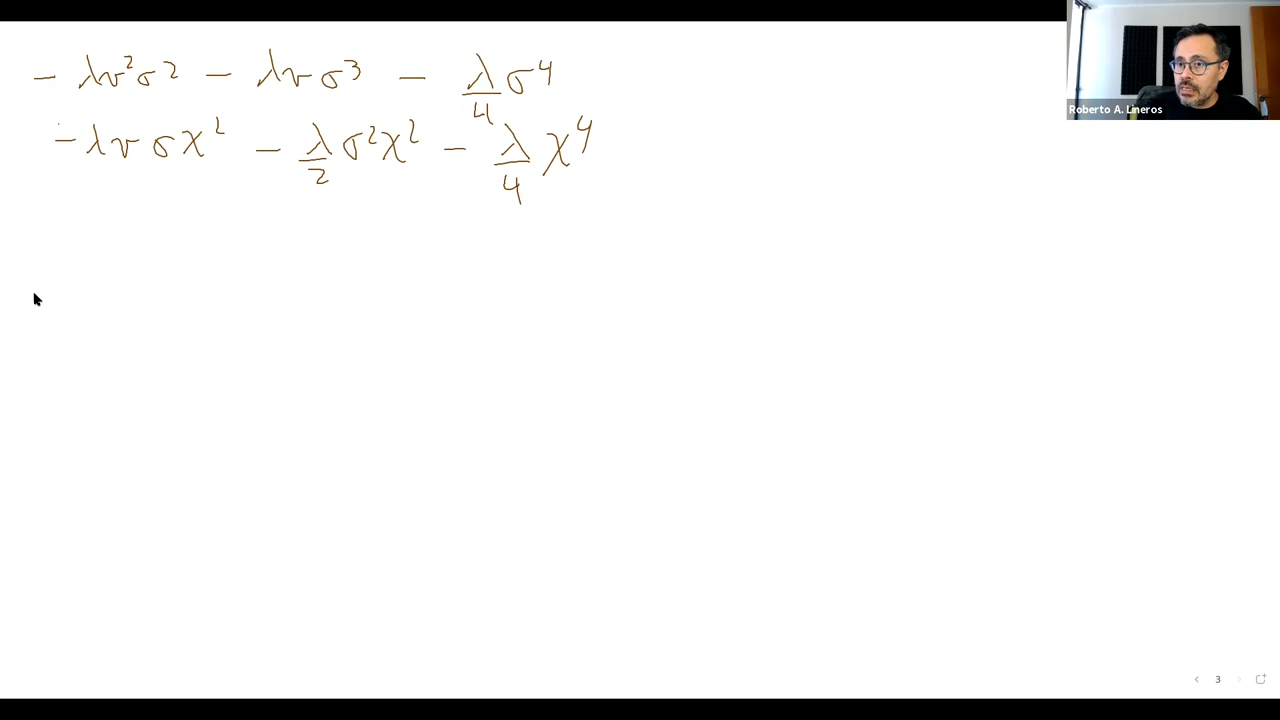 - λv²σ² - λvσ³ - λ/4 σ⁴
- λvσχ² - λ/2 σ²χ² - λ/4 χ⁴
Roberto A. Lineros
3